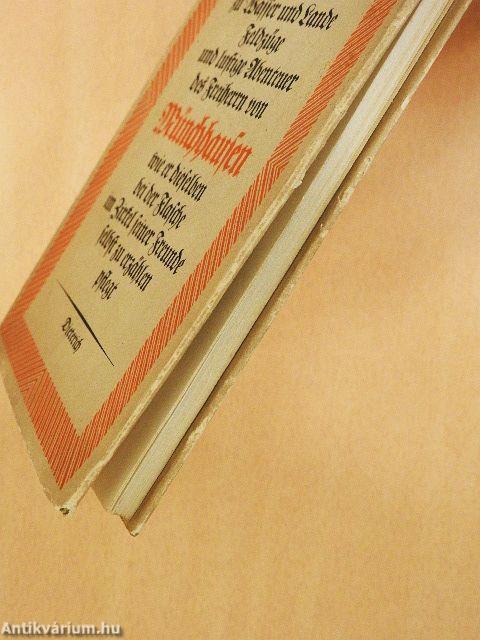 zu Wasser und Lande
Feldzüge
und lustige Abenteuer
des Freiherrn von
Münchhausen
wie er dieselben
bei der Flasche
im Zirkel seiner Freunde
selbst zu erzählen
pflegt
Dieterich
Antikvárium.hu